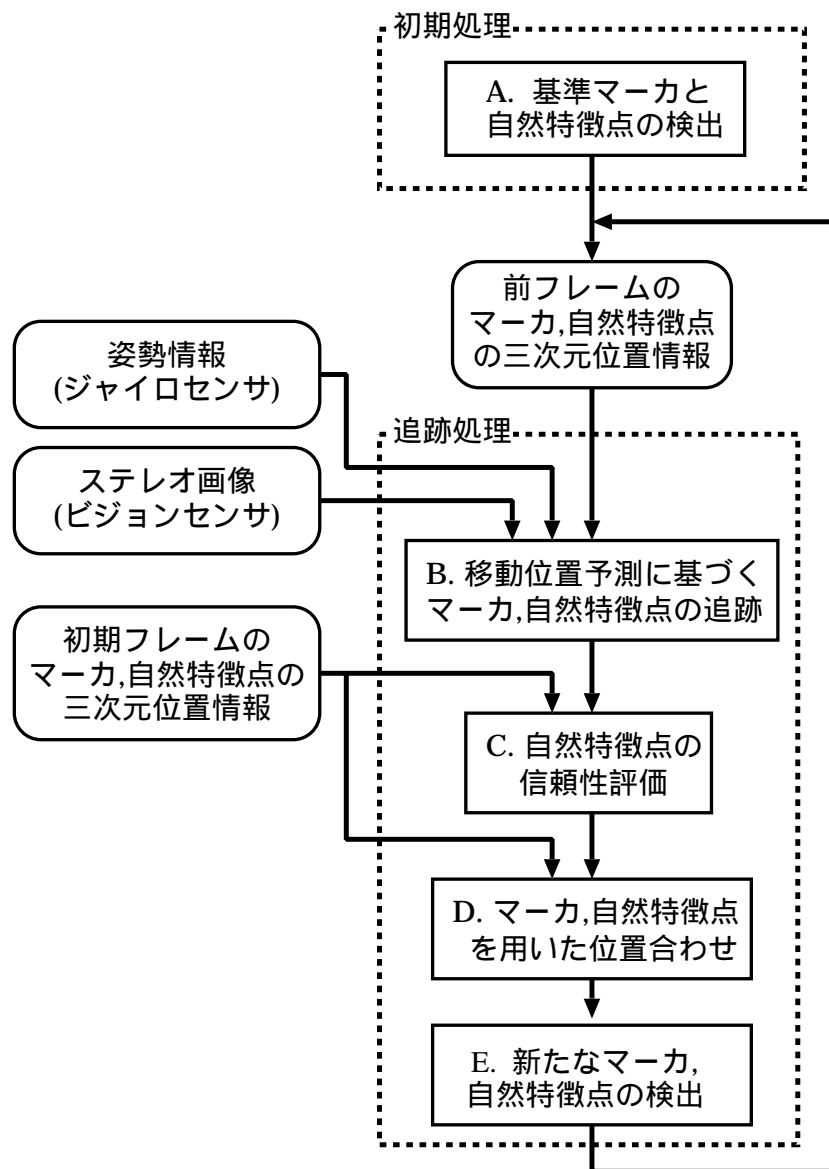 初期処理
A. 基準マーカと
自然特徴点の検出
前フレームの
マーカ,自然特徴点
の三次元位置情報
姿勢情報
(ジャイロセンサ)
追跡処理
ステレオ画像
(ビジョンセンサ)
B. 移動位置予測に基づく
マーカ,自然特徴点の追跡
初期フレームの
マーカ,自然特徴点の
三次元位置情報
C. 自然特徴点の
信頼性評価
D. マーカ,自然特徴点
を用いた位置合わせ
E. 新たなマーカ,
自然特徴点の検出